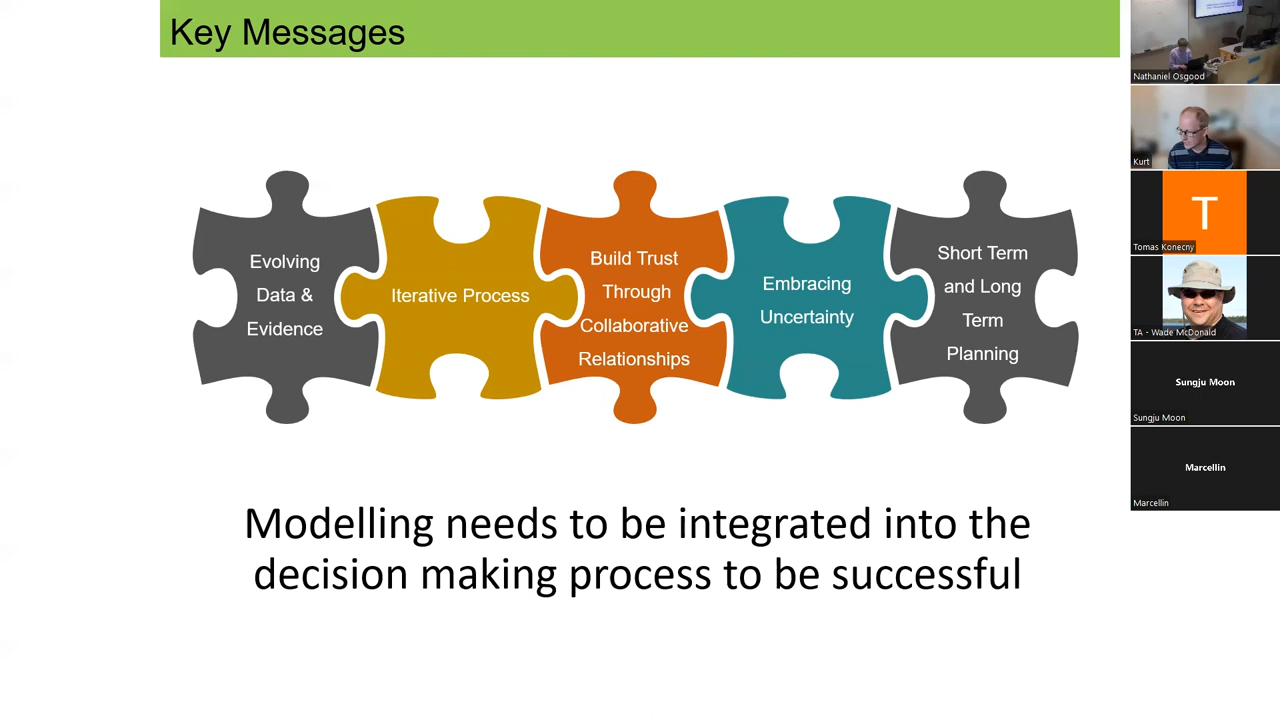 Key Messages
Evolving
Data &
Evidence
Iterative Process
Build Trust
Through
Collaborative
Relationships
Embracing
Uncertainty
Short Term
and Long
Term
Planning
Modelling needs to be integrated into the
decision making process to be successful
Nathaniel Osgood
Kurt
T
Tomas Konecny
TA - Wade McDonald
Sungju Moon
Sungju Moon
Marcellin
Marcellin